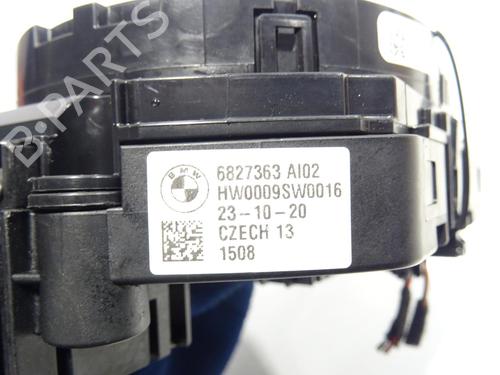 B-PARTS
BMW
6827363 AI02
HW0009SW0016
23-10-20
CZECH 13
1508